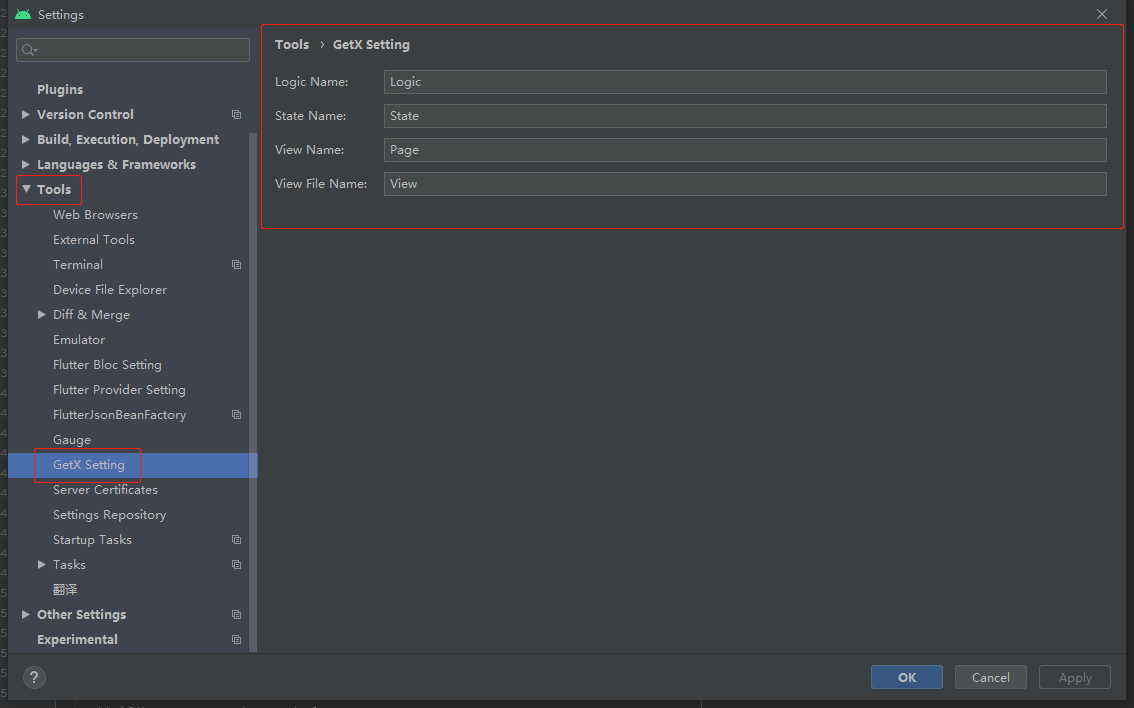 Settings
Plugins
Version Control
Build, Execution, Deployment
Languages & Frameworks
Tools
Web Browsers
External Tools
Terminal
Device File Explorer
Diff & Merge
Emulator
Flutter Bloc Setting
Flutter Provider Setting
FlutterJsonBeanFactory
Gauge
GetX Setting
Server Certificates
Settings Repository
Startup Tasks
Tasks
翻译
Other Settings
Experimental
Tools › GetX Setting
Logic Name: Logic
State Name: State
View Name: Page
View File Name: View
?
OK Cancel Apply